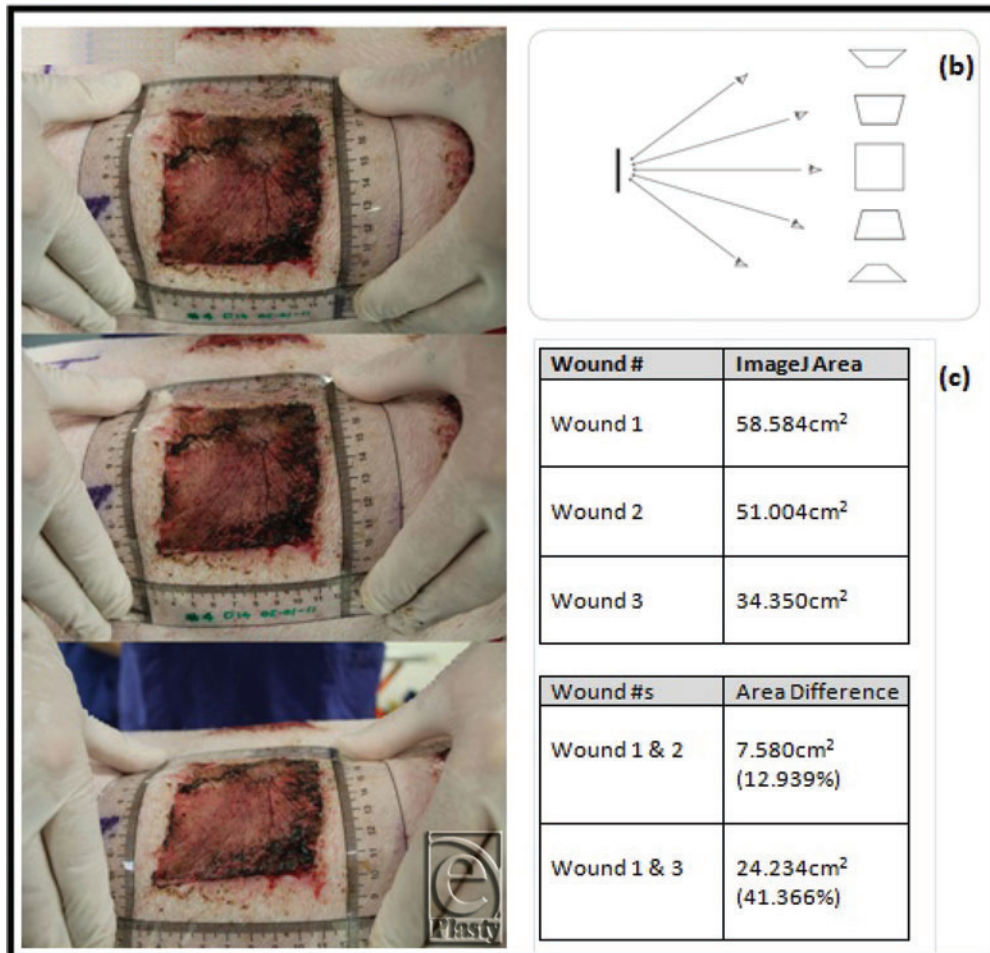 (b)
(c)
Wound # ImageJ Area
Wound 1 58.584cm²
Wound 2 51.004cm²
Wound 3 34.350cm²
Wound #s Area Difference
Wound 1 & 2 7.580cm²
(12.939%)
Wound 1 & 3 24.234cm²
(41.366%)
e
Plasty